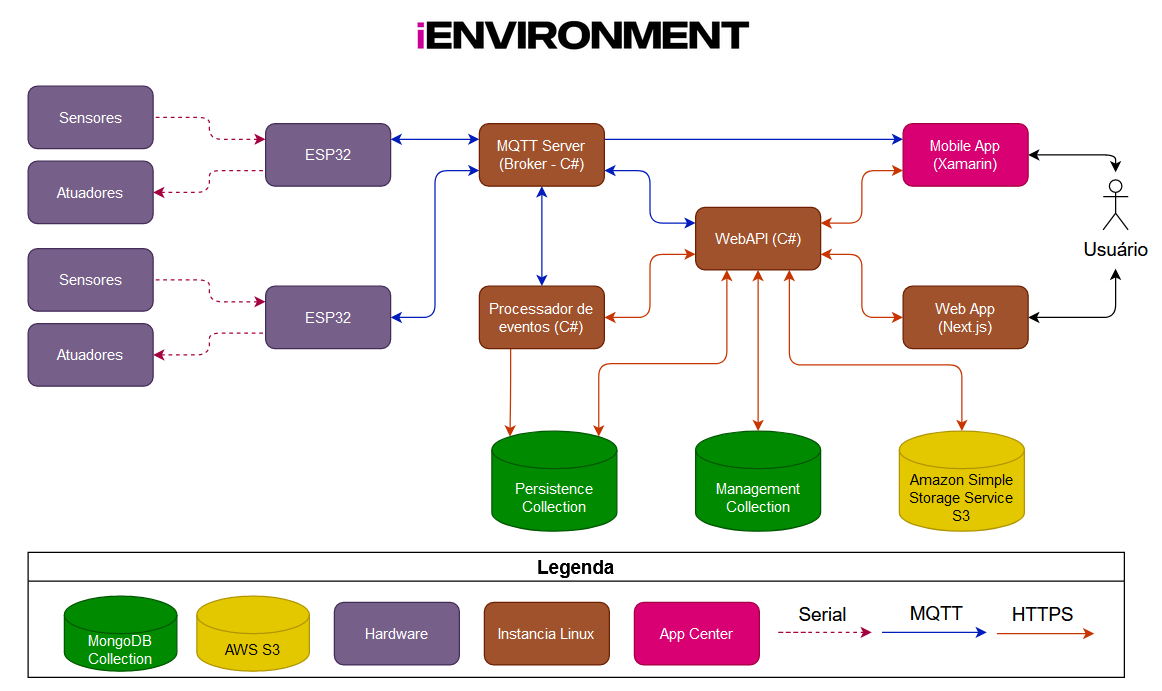 iENVIRONMENT
Sensores
Atuadores
ESP32
Sensores
Atuadores
ESP32
MQTT Server
(Broker - C#)
Processador de
eventos (C#)
WebAPI (C#)
Mobile App
(Xamarin)
Web App
(Next.js)
Usuário
Persistence
Collection
Management
Collection
Amazon Simple
Storage Service
S3
Legenda
MongoDB
Collection
AWS S3
Hardware
Instancia Linux
App Center
Serial
MQTT
HTTPS